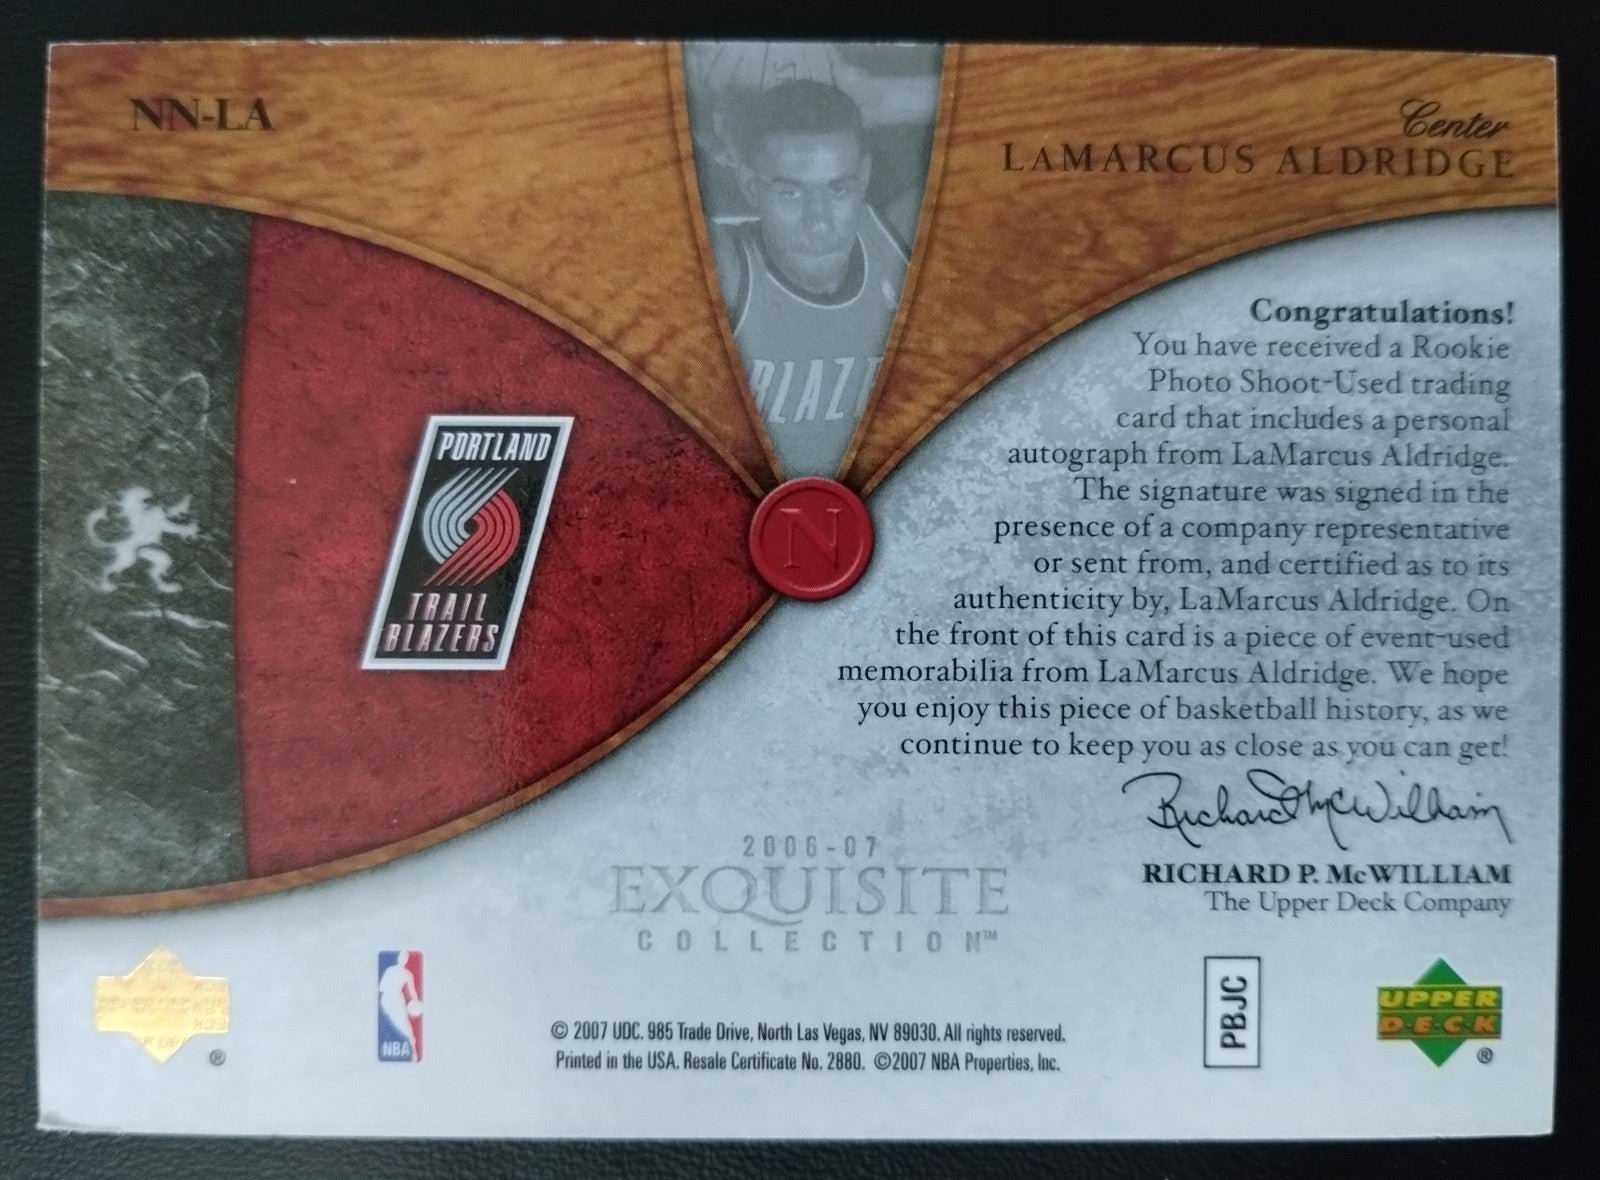 NN-LA
Center
LAMARCUS ALDRIDGE
BLAZE
PORTLAND
TRAIL
BLAZERS
N
Congratulations!
You have received a Rookie
Photo Shoot-Used trading
card that includes a personal
autograph from LaMarcus Aldridge.
The signature was signed in the
presence of a company representative
or sent from, and certified as to its
authenticity by, LaMarcus Aldridge. On
the front of this card is a piece of event-used
memorabilia from LaMarcus Aldridge. We hope
you enjoy this piece of basketball history, as we
continue to keep you as close as you can get!
Richard P. McWilliam
RICHARD P. McWILLIAM
The Upper Deck Company
2006-07
EXQUISITE
COLLECTION™
®
NBA
© 2007 UDC. 985 Trade Drive, North Las Vegas, NV 89030. All rights reserved.
Printed in the USA. Resale Certificate No. 2880. ©2007 NBA Properties, Inc.
PBJC
UPPER
DECK
®